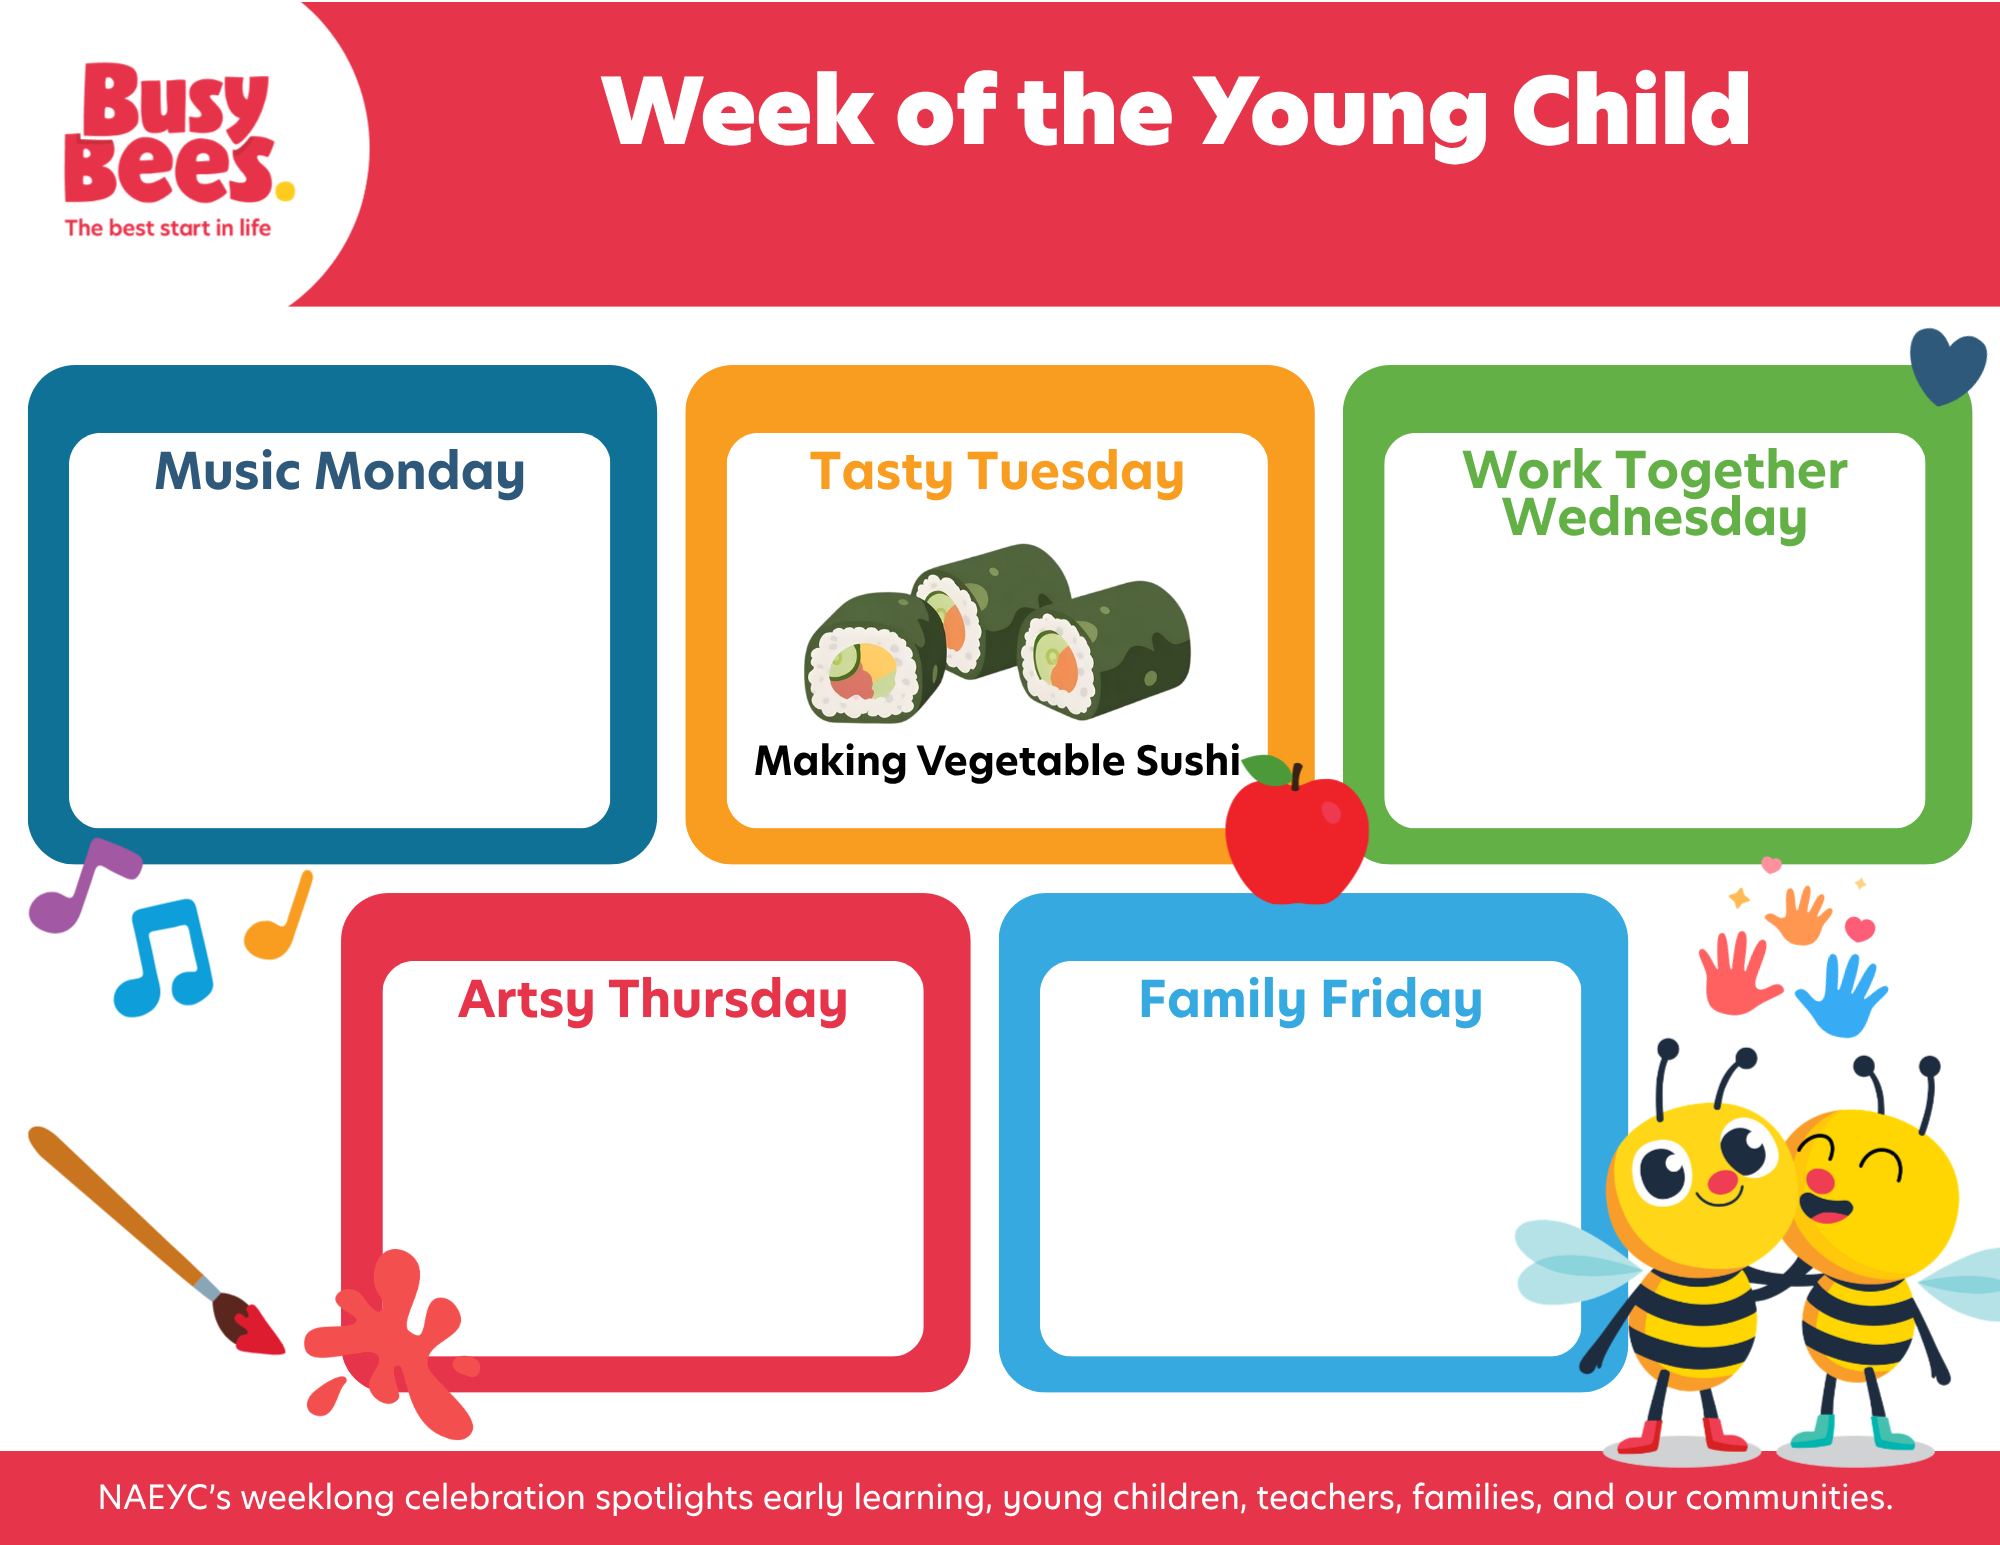 Busy
Bees.
The best start in life
Week of the Young Child
Music Monday
Tasty Tuesday
Making Vegetable Sushi
Work Together
Wednesday
Artsy Thursday
Family Friday
NAEYC's weeklong celebration spotlights early learning, young children, teachers, families, and our communities.